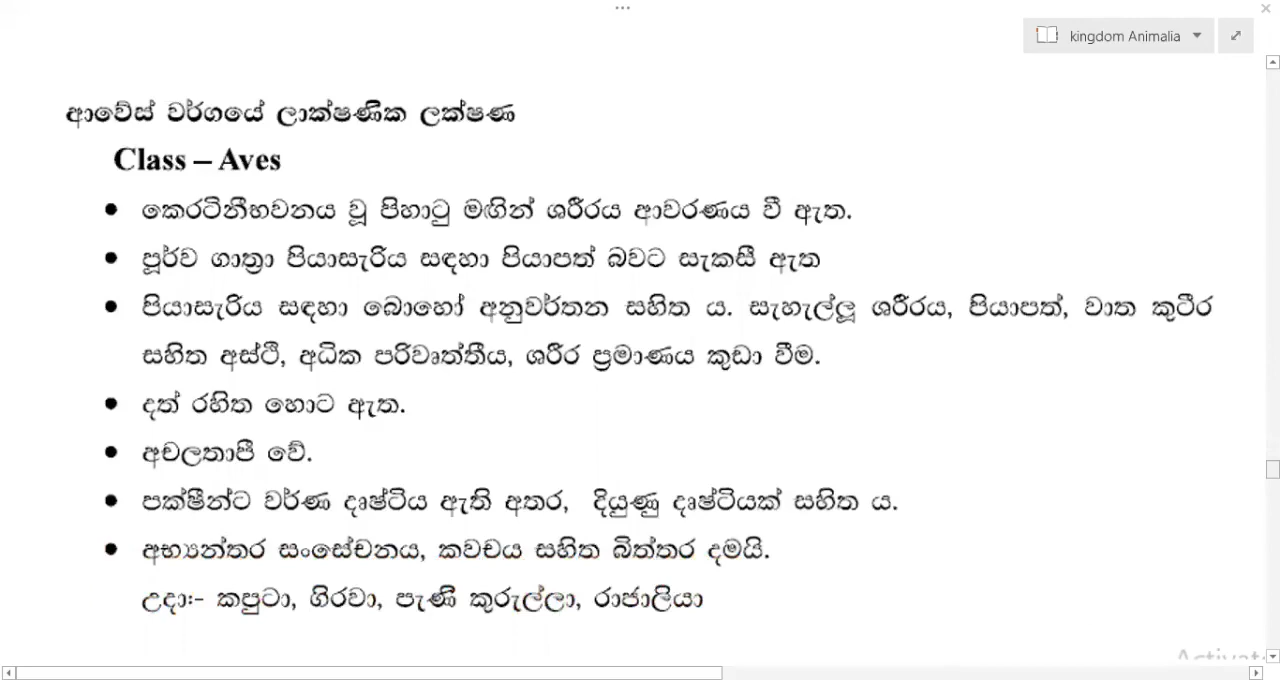 ...
kingdom Animalia
ආවේස් වර්ගයේ ලාක්ෂණික ලක්ෂණ
Class – Aves
• කෙරටිනීභවනය වූ පිහාටු මඟින් ශරීරය ආවරණය වී ඇත.
• පූර්ව ගාත්‍රා පියාසැරිය සඳහා පියාපත් බවට සැකසී ඇත
• පියාසැරිය සඳහා බොහෝ අනුවර්තන සහිත ය. සැහැල්ලූ ශරීරය, පියාපත්, වාත කුටීර
සහිත අස්ථි, අධික පරිවෘත්තීය, ශරීර ප්‍රමාණය කුඩා වීම.
• දත් රහිත හොට ඇත.
• අචලතාපී වේ.
• පක්ෂීන්ට වර්ණ දෘෂ්ටිය ඇති අතර, දියුණු දෘෂ්ටියක් සහිත ය.
• අභ්‍යන්තර සංසේචනය, කවචය සහිත බිත්තර දමයි.
උදා:- කපුටා, ගිරවා, පැණි කුරුල්ලා, රාජාලියා